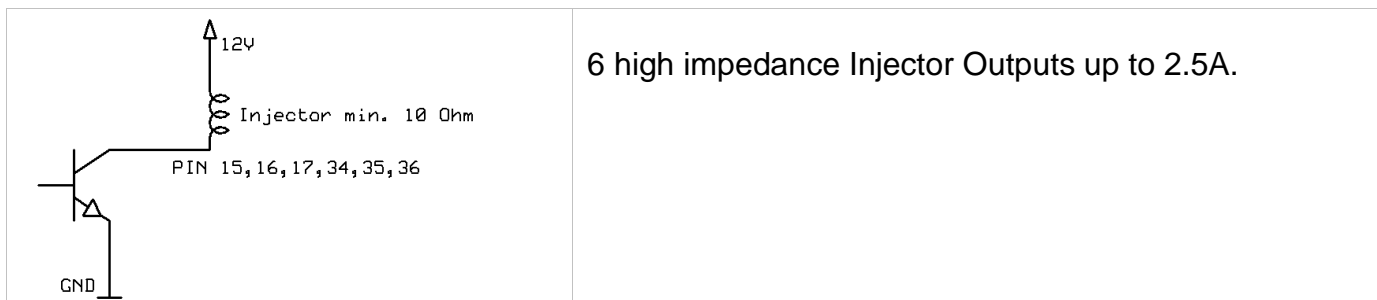 12V
Injector min. 10 Ohm
PIN 15,16,17,34,35,36
GND
6 high impedance Injector Outputs up to 2.5A.